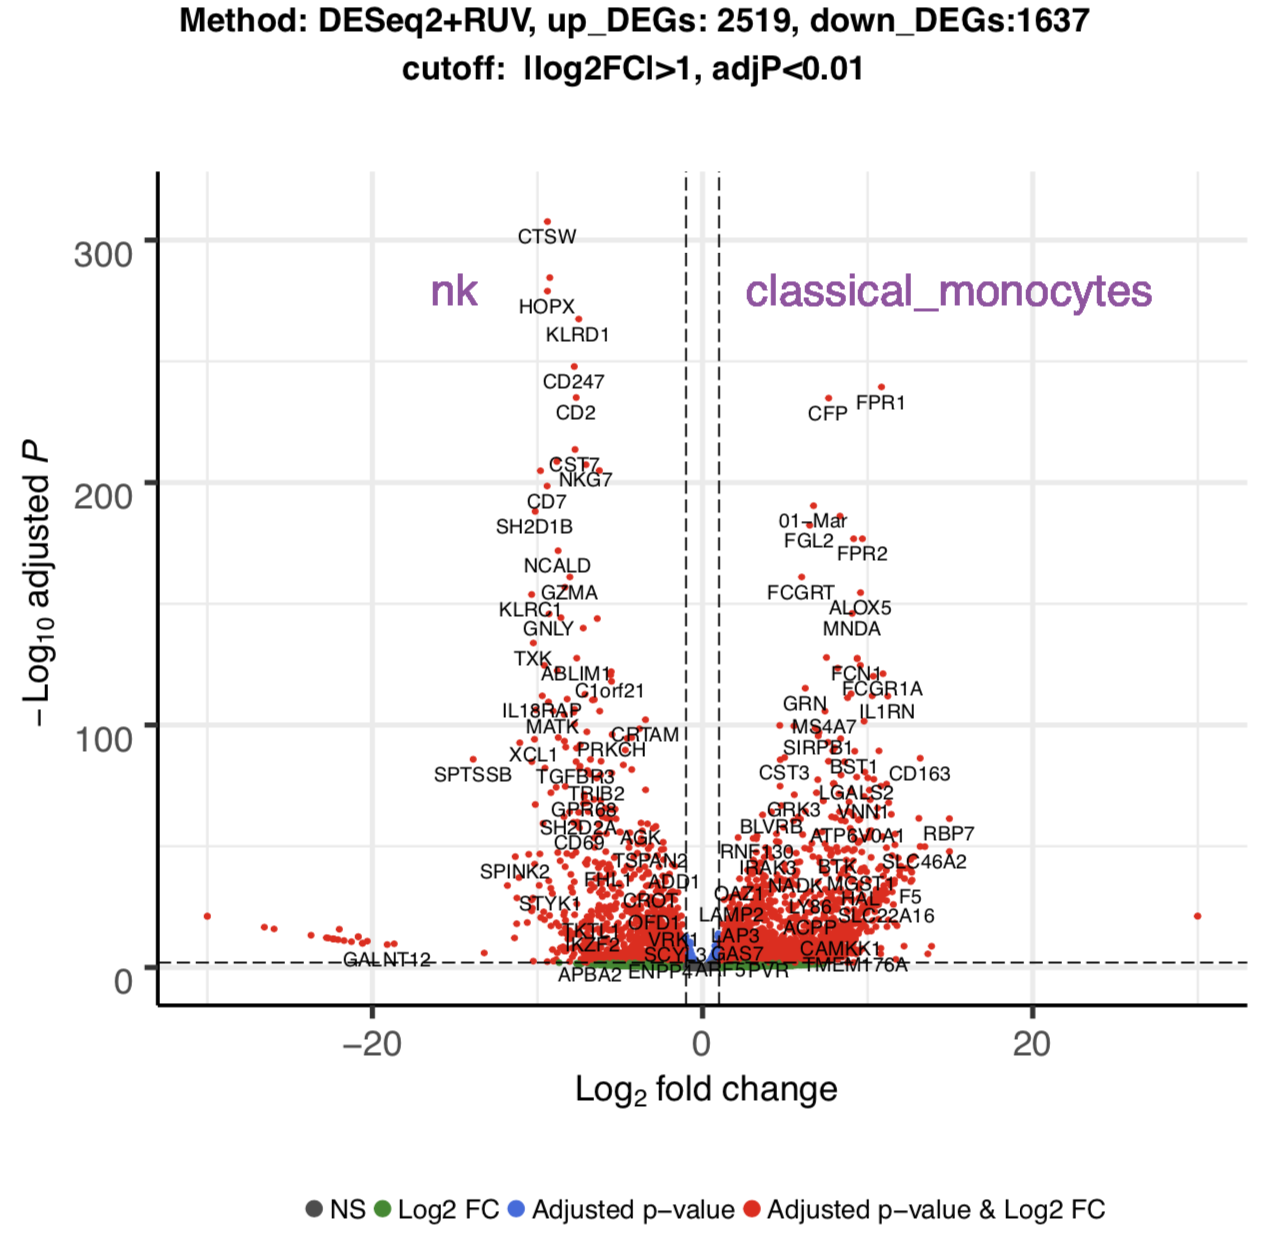 Method: DESeq2+RUV, up_DEGs: 2519, down_DEGs:1637
cutoff: |log2FC|>1, adjP<0.01
nk
classical_monocytes
300
200
100
0
−Log10 adjusted P
CTSW
HOPX
KLRD1
CD247
CD2
CST7
NKG7
CD7
SH2D1B
NCALD
GZMA
KLRC1
GNLY
TXK
ABLIM1
C1orf21
IL18RAP
MATK
CRTAM
PRKCH
XCL1
SPTSSB
TGFBR3
TRIB2
GPR68
SH2D2A
CD69
AGK
TSPAN2
SPINK2
FHL1
ADD1
STYK1
CROT
OFD1
TKTL1
VRK1
IKZF2
SCYL3
GALNT12
APBA2
ENPP4
FPR1
CFP
01−Mar
FGL2
FPR2
FCGRT
ALOX5
MNDA
FCN1
FCGR1A
GRN
IL1RN
MS4A7
SIRPB1
BST1
CST3
CD163
LGALS2
GRK3
VNN1
BLVRB
ATP6V0A1
RBP7
RNF130
SLC46A2
IRAK3
BTK
NADK
MGST1
OAZ1
HAL
F5
LY86
LAMP2
SLC22A16
ACPP
LAP3
CAMKK1
GAS7
TMEM176A
ARF5
PVR
−20
0
20
Log2 fold change
NS
Log2 FC
Adjusted p−value
Adjusted p−value & Log2 FC